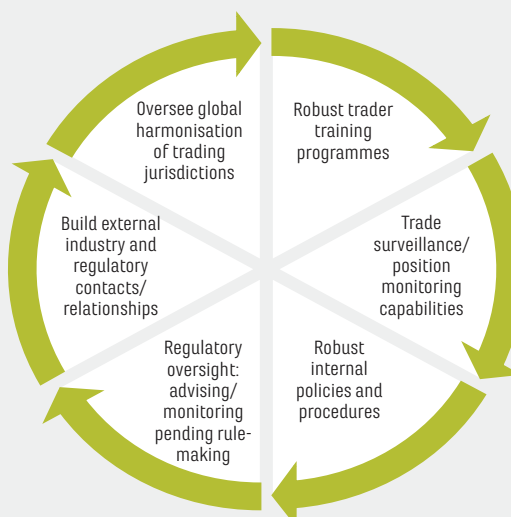 Oversee global
harmonisation
of trading
jurisdictions
Robust trader
training
programmes
Trade
surveillance/
position
monitoring
capabilities
Robust
internal
policies and
procedures
Regulatory
oversight:
advising/
monitoring
pending rule-
making
Build external
industry and
regulatory
contacts/
relationships